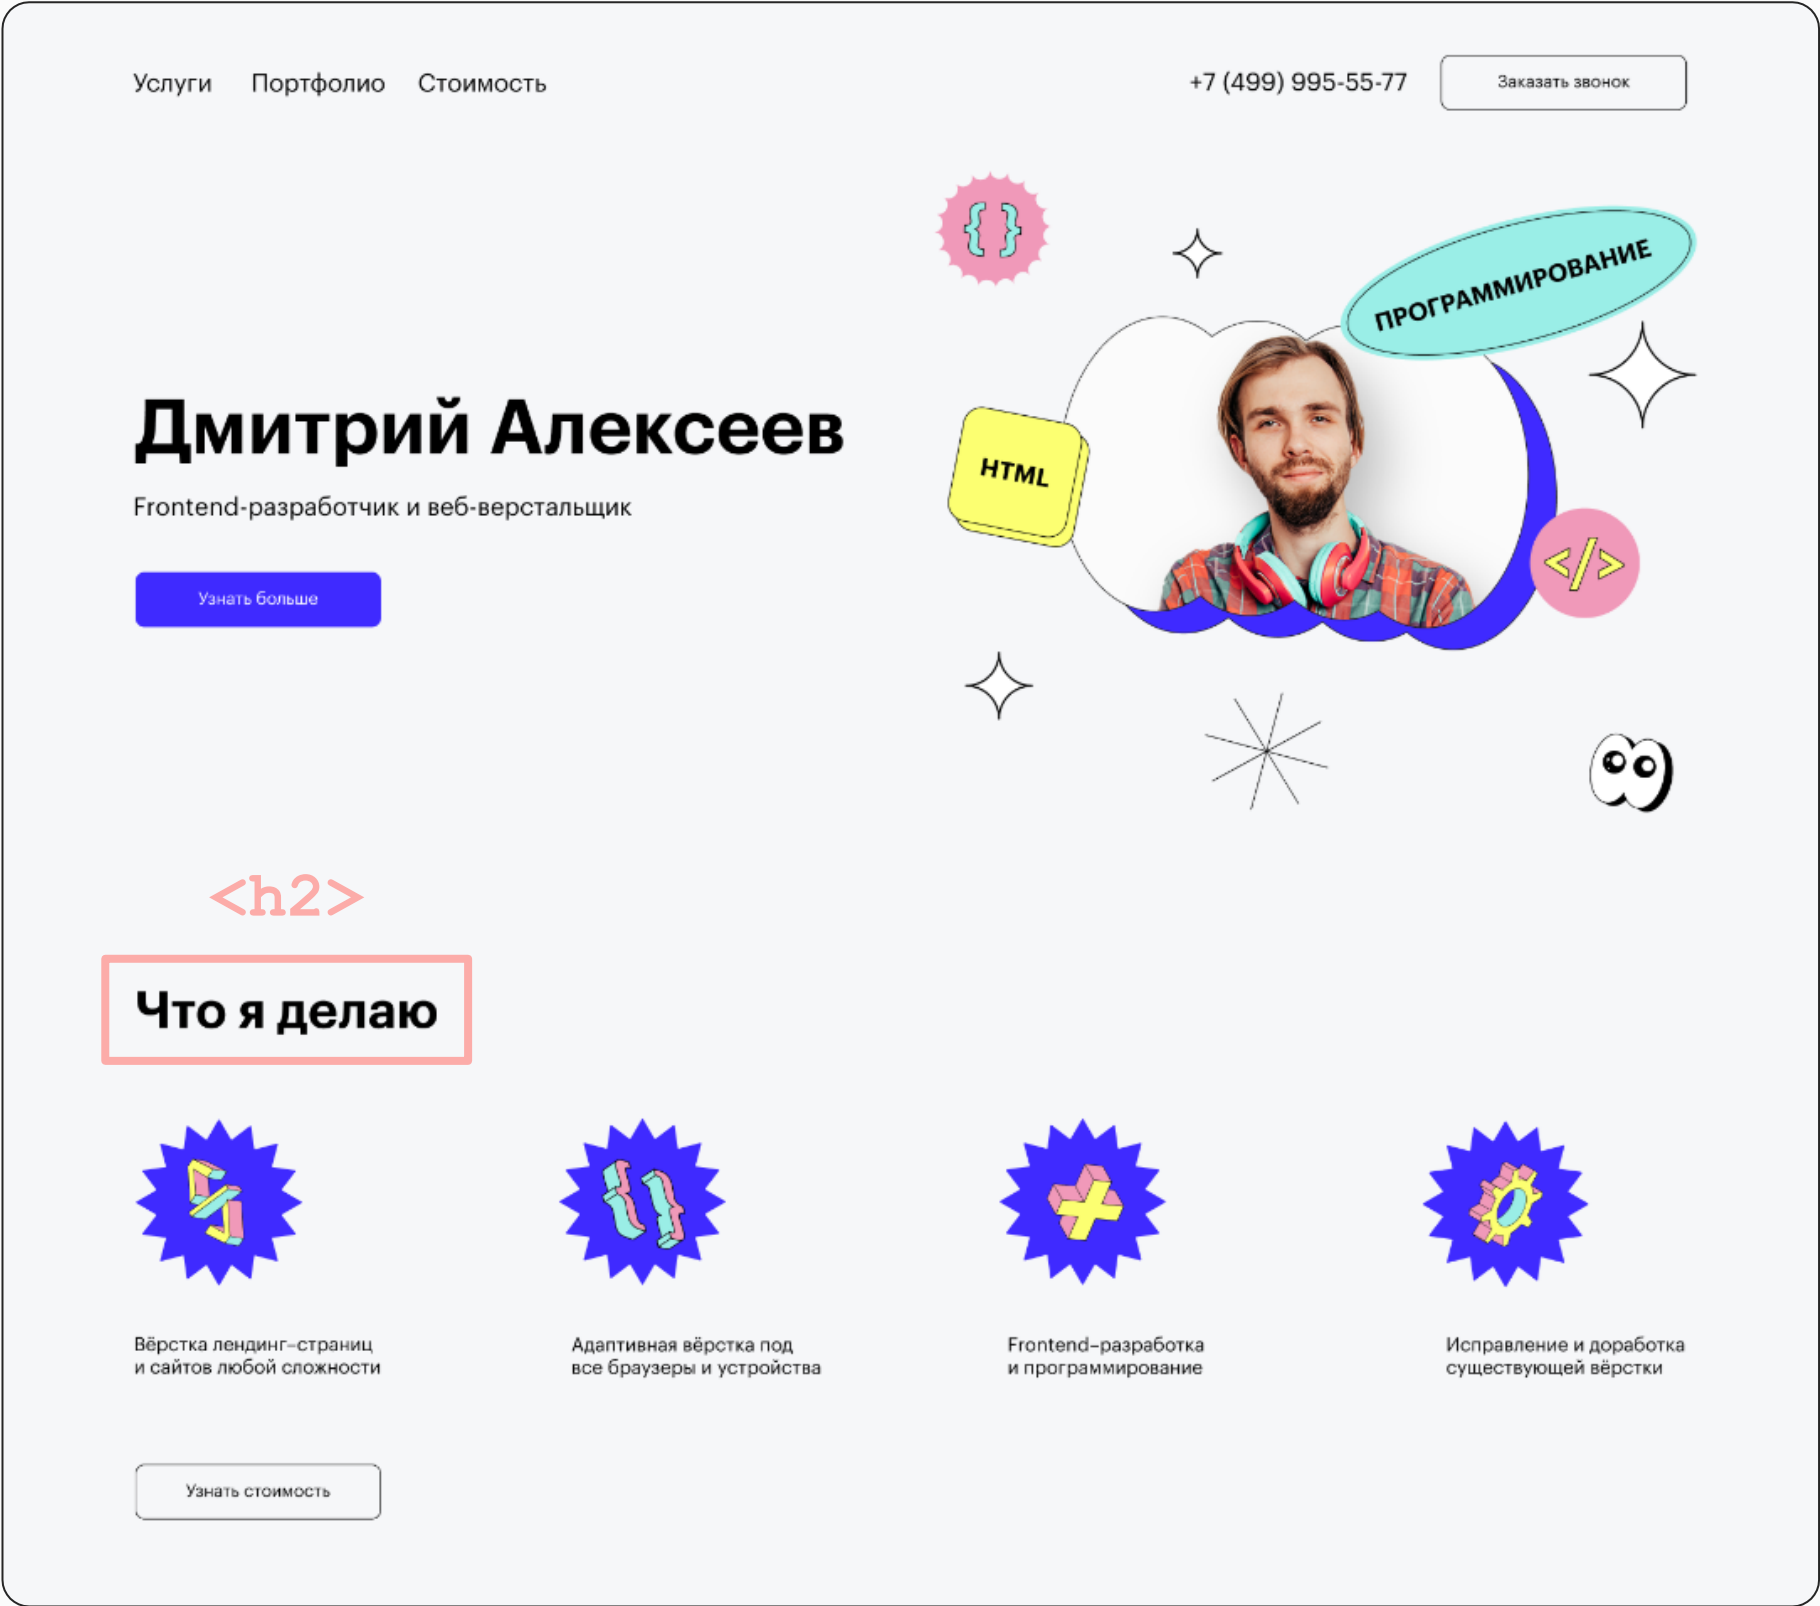 Услуги Портфолио Стоимость +7 (499) 995-55-77 Заказать звонок
{ }
ПРОГРАММИРОВАНИЕ
Дмитрий Алексеев
HTML
Frontend-разработчик и веб-верстальщик
</>
Узнать больше
<h2>
Что я делаю
Вёрстка лендинг–страниц
и сайтов любой сложности
Адаптивная вёрстка под
все браузеры и устройства
Frontend–разработка
и программирование
Исправление и доработка
существующей вёрстки
Узнать стоимость